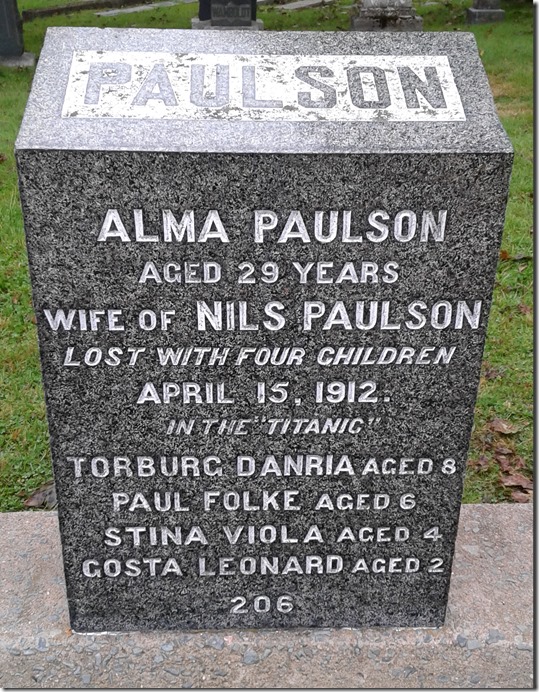 PAULSON
ALMA PAULSON
AGED 29 YEARS
WIFE OF NILS PAULSON
LOST WITH FOUR CHILDREN
APRIL 15, 1912.
IN THE "TITANIC"
TORBURG DANRIA AGED 8
PAUL FOLKE AGED 6
STINA VIOLA AGED 4
GOSTA LEONARD AGED 2
206